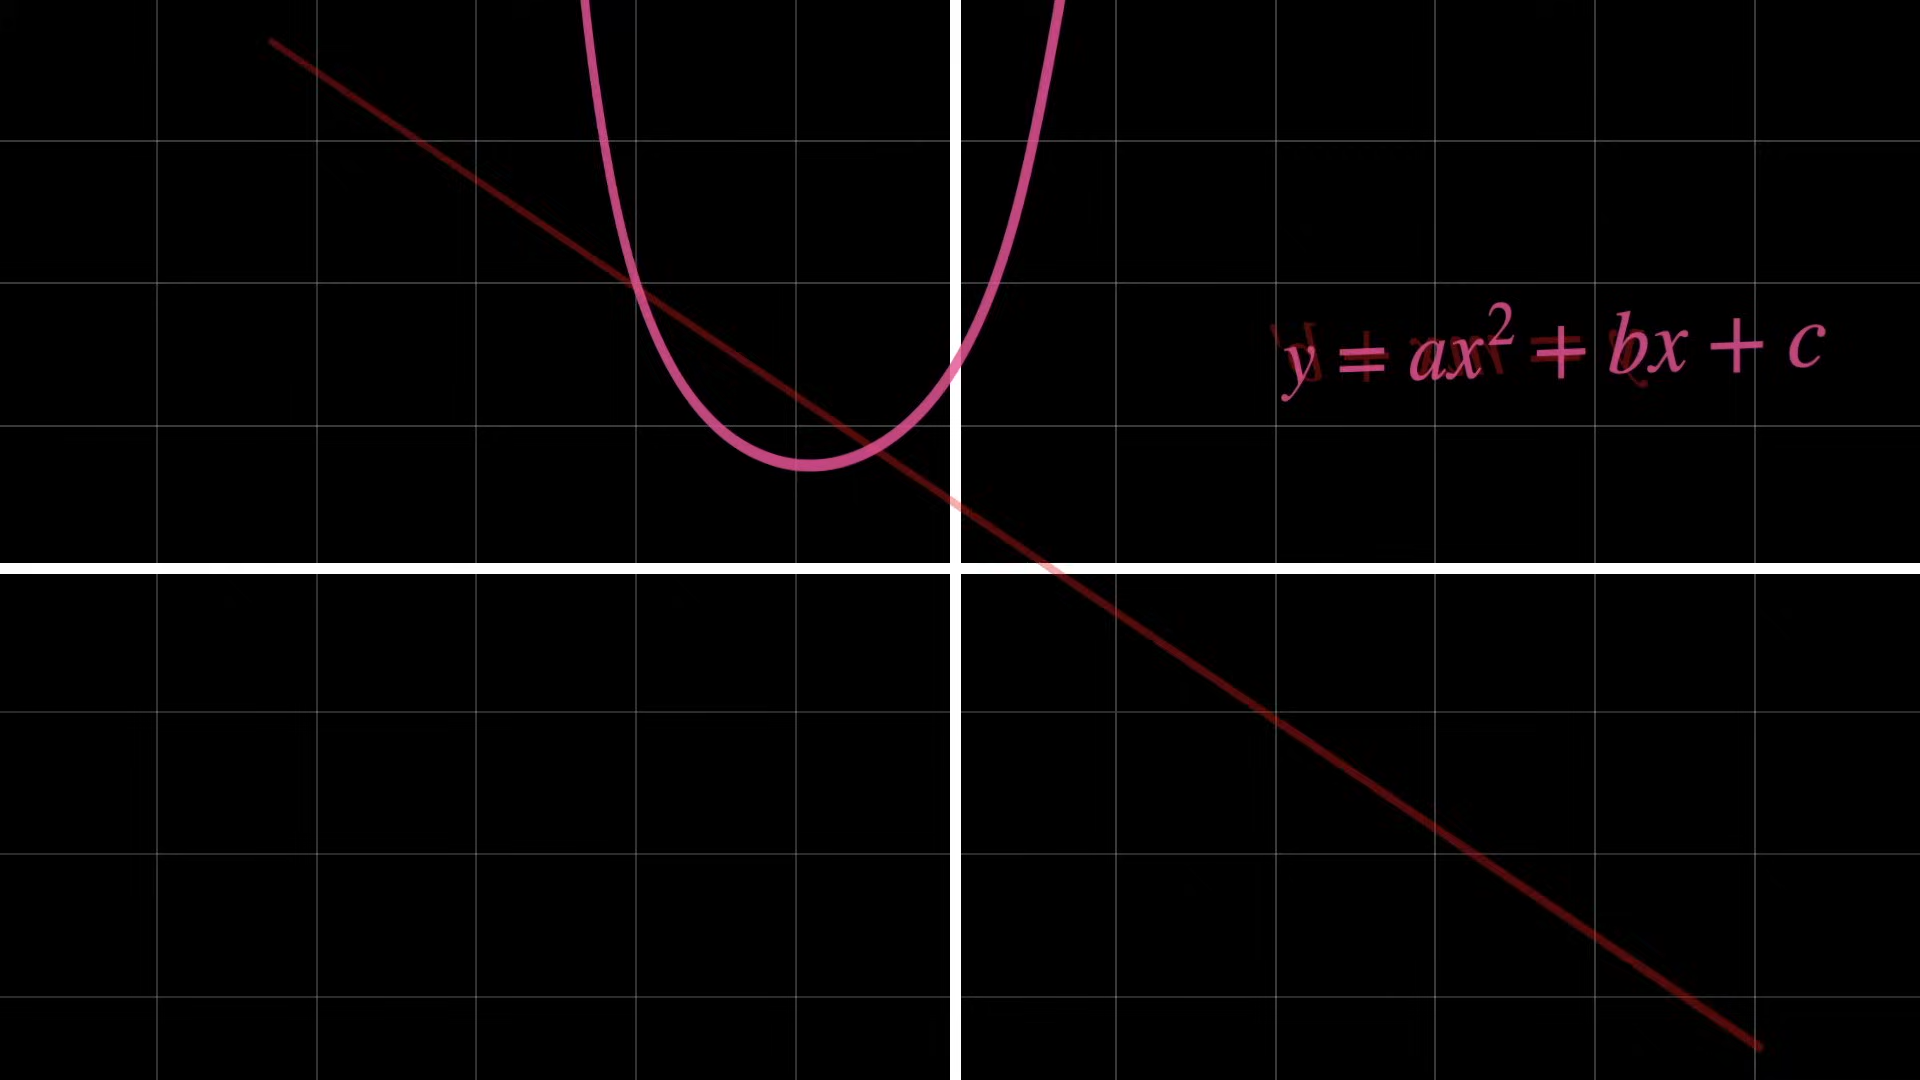 y = ax² + bx + c